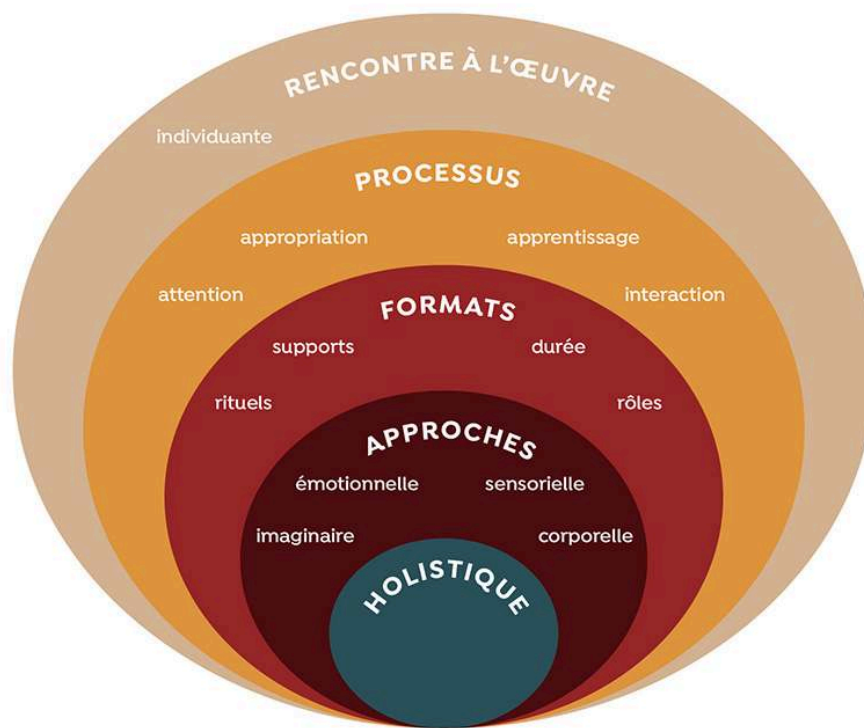 RENCONTRE À L'ŒUVRE
individuante
PROCESSUS
appropriation apprentissage
attention interaction
FORMATS
supports durée
rituels rôles
APPROCHES
émotionnelle sensorielle
imaginaire corporelle
HOLISTIQUE